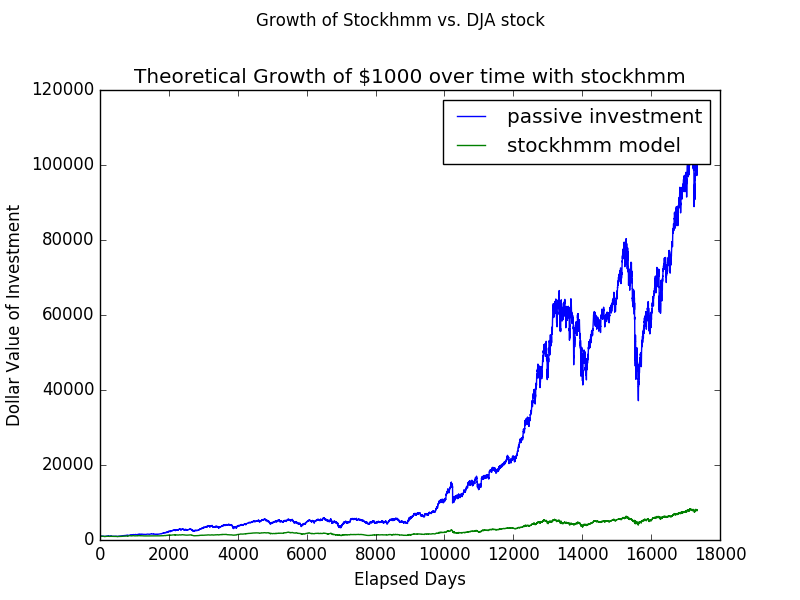 Growth of Stockhmm vs. DJA stock
Theoretical Growth of $1000 over time with stockhmm
120000
100000
80000
60000
40000
20000
0
Dollar Value of Investment
passive investment
stockhmm model
0 2000 4000 6000 8000 10000 12000 14000 16000 18000
Elapsed Days